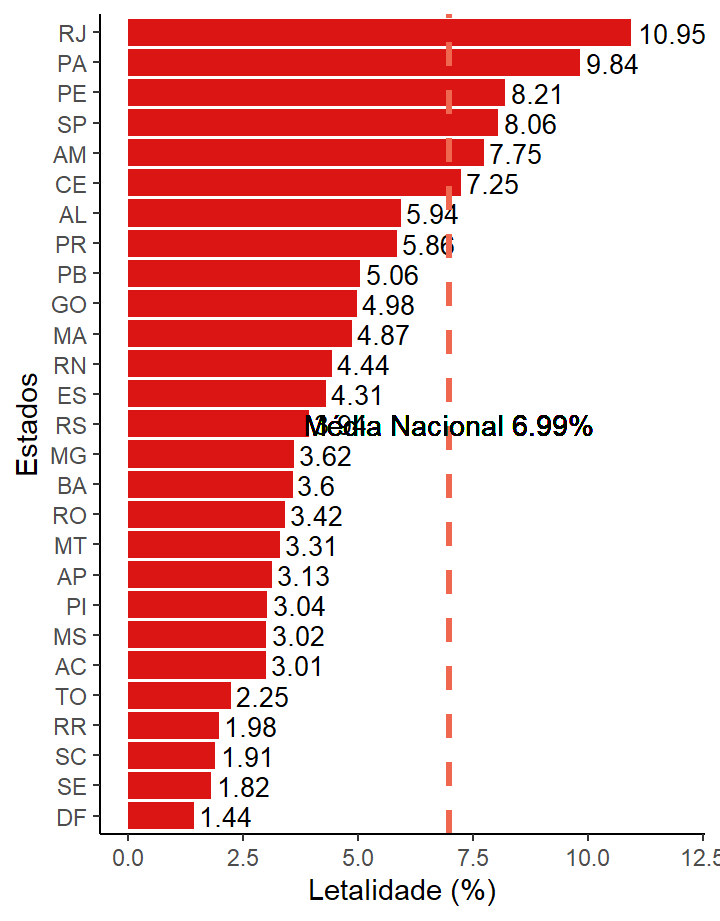 RJ 10.95
PA 9.84
PE 8.21
SP 8.06
AM 7.75
CE 7.25
AL 5.94
PR 5.86
PB 5.06
GO 4.98
MA 4.87
RN 4.44
ES 4.31
RS 3.94 Média Nacional 6.99%
MG 3.62
BA 3.6
RO 3.42
MT 3.31
AP 3.13
PI 3.04
MS 3.02
AC 3.01
TO 2.25
RR 1.98
SC 1.91
SE 1.82
DF 1.44
Estados
0.0 2.5 5.0 7.5 10.0 12.5
Letalidade (%)